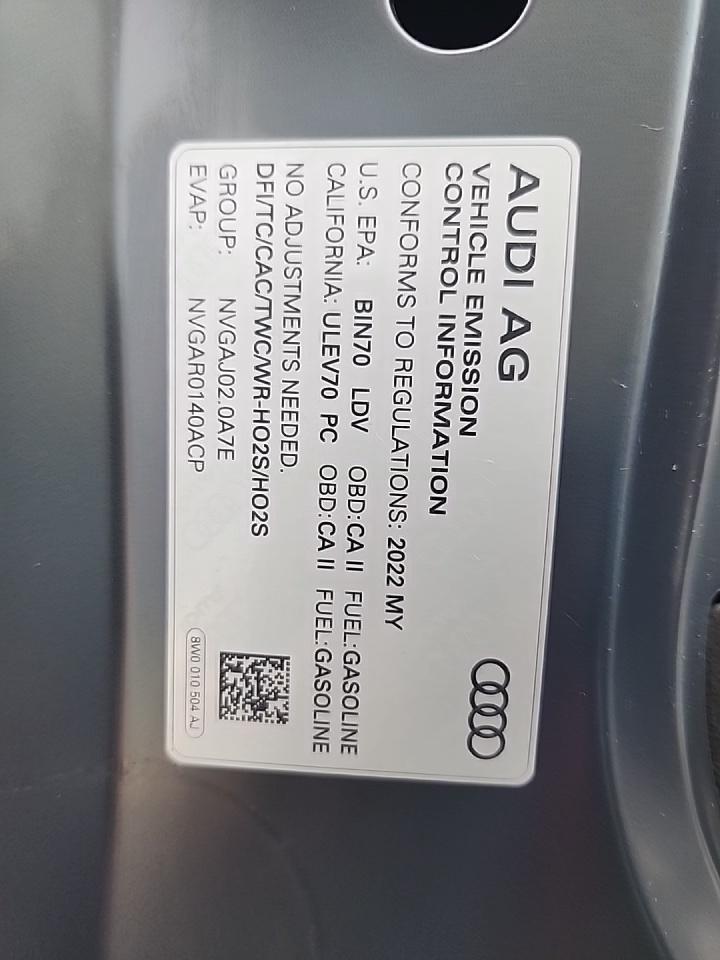 AUDI AG
VEHICLE EMISSION
CONTROL INFORMATION
CONFORMS TO REGULATIONS: 2022 MY
U.S. EPA: BIN70 LDV OBD:CA II FUEL:GASOLINE
CALIFORNIA: ULEV70 PC OBD:CA II FUEL:GASOLINE
NO ADJUSTMENTS NEEDED.
DFI/TC/CAC/TWC/WR-HO2S/HO2S
GROUP: NVGAJ02.0A7E
EVAP: NVGAR0140ACP
8W0 010 504 AJ